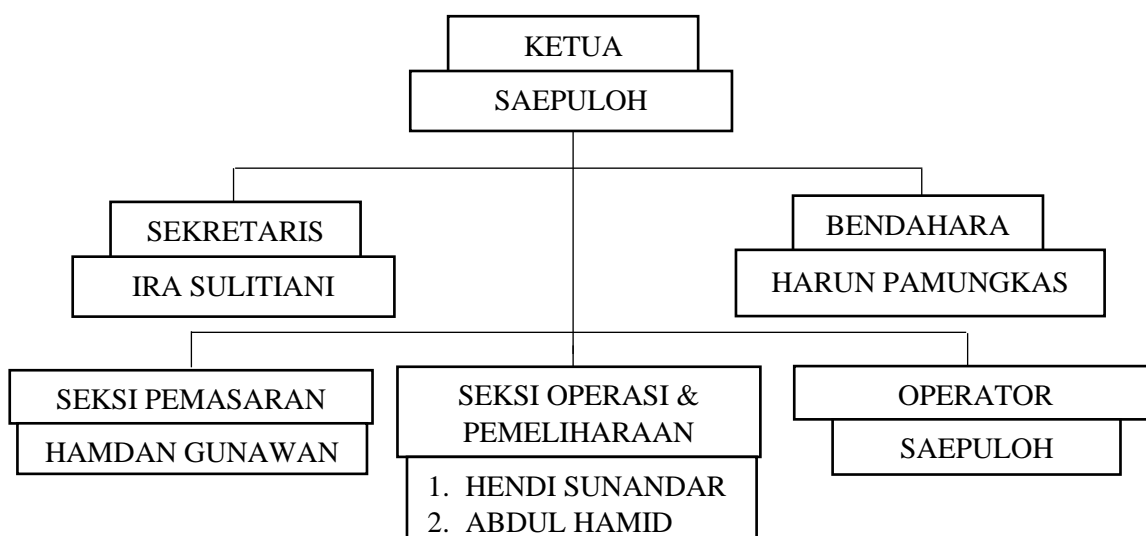 KETUA
SAEPULOH
SEKRETARIS
IRA SULITIANI
BENDAHARA
HARUN PAMUNGKAS
SEKSI PEMASARAN
HAMDAN GUNAWAN
SEKSI OPERASI &
PEMELIHARAAN
1. HENDI SUNANDAR
2. ABDUL HAMID
OPERATOR
SAEPULOH